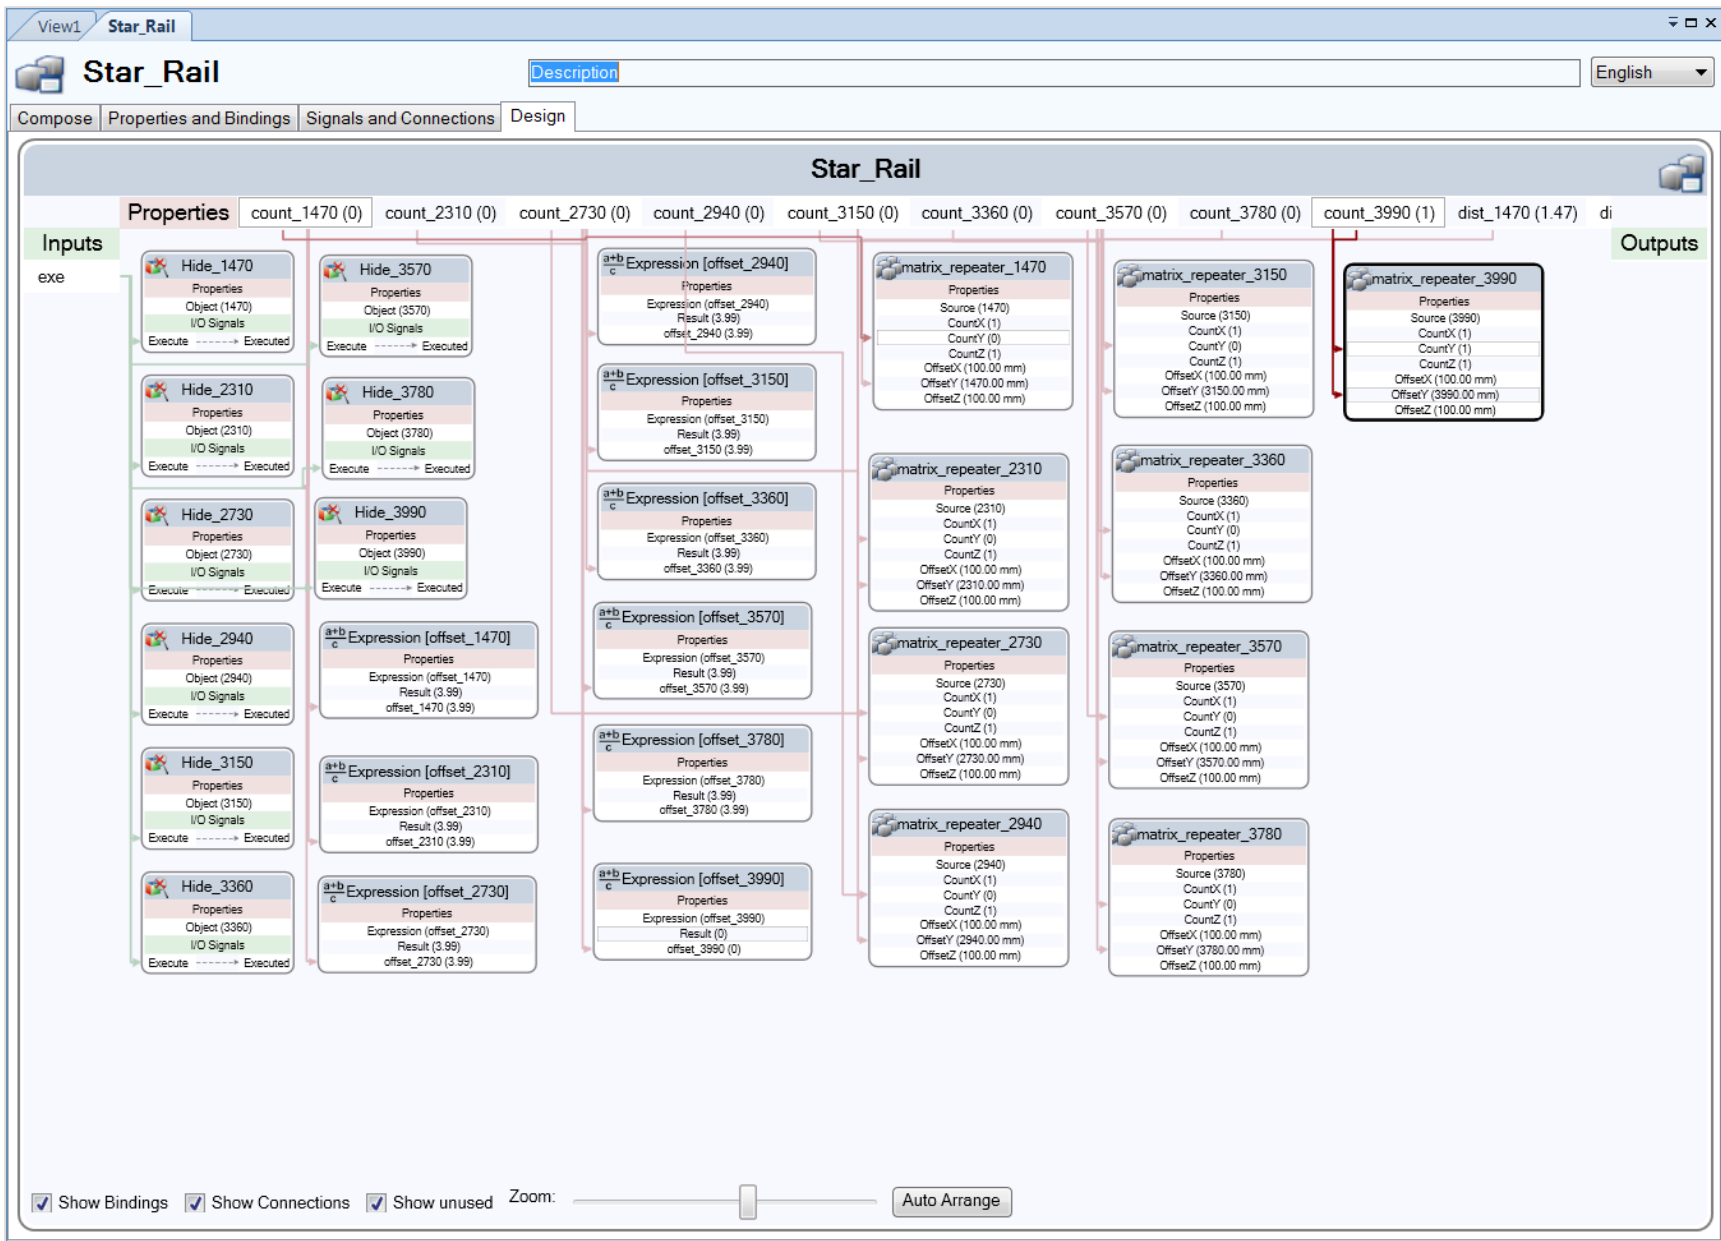 View1 Star_Rail
Star_Rail Description English
Compose Properties and Bindings Signals and Connections Design
Star_Rail
Properties count_1470 (0) count_2310 (0) count_2730 (0) count_2940 (0) count_3150 (0) count_3360 (0) count_3570 (0) count_3780 (0) count_3990 (1) dist_1470 (1.47) di
Inputs
exe
Outputs
Hide_1470
Properties
Object (1470)
I/O Signals
Execute Executed
Hide_2310
Properties
Object (2310)
I/O Signals
Execute Executed
Hide_2730
Properties
Object (2730)
I/O Signals
Execute Executed
Hide_2940
Properties
Object (2940)
I/O Signals
Execute Executed
Hide_3150
Properties
Object (3150)
I/O Signals
Execute Executed
Hide_3360
Properties
Object (3360)
I/O Signals
Execute Executed
Hide_3570
Properties
Object (3570)
I/O Signals
Execute Executed
Hide_3780
Properties
Object (3780)
I/O Signals
Execute Executed
Hide_3990
Properties
Object (3990)
I/O Signals
Execute Executed
a+b/c Expression [offset_1470]
Properties
Expression (offset_1470)
Result (3.99)
offset_1470 (3.99)
a+b/c Expression [offset_2310]
Properties
Expression (offset_2310)
Result (3.99)
offset_2310 (3.99)
a+b/c Expression [offset_2730]
Properties
Expression (offset_2730)
Result (3.99)
offset_2730 (3.99)
a+b/c Expression [offset_2940]
Properties
Expression (offset_2940)
Result (3.99)
offset_2940 (3.99)
a+b/c Expression [offset_3150]
Properties
Expression (offset_3150)
Result (3.99)
offset_3150 (3.99)
a+b/c Expression [offset_3360]
Properties
Expression (offset_3360)
Result (3.99)
offset_3360 (3.99)
a+b/c Expression [offset_3570]
Properties
Expression (offset_3570)
Result (3.99)
offset_3570 (3.99)
a+b/c Expression [offset_3780]
Properties
Expression (offset_3780)
Result (3.99)
offset_3780 (3.99)
a+b/c Expression [offset_3990]
Properties
Expression (offset_3990)
Result (0)
offset_3990 (0)
matrix_repeater_1470
Properties
Source (1470)
CountX (1)
CountY (0)
CountZ (1)
OffsetX (100.00 mm)
OffsetY (1470.00 mm)
OffsetZ (100.00 mm)
matrix_repeater_2310
Properties
Source (2310)
CountX (1)
CountY (0)
CountZ (1)
OffsetX (100.00 mm)
OffsetY (2310.00 mm)
OffsetZ (100.00 mm)
matrix_repeater_2730
Properties
Source (2730)
CountX (1)
CountY (0)
CountZ (1)
OffsetX (100.00 mm)
OffsetY (2730.00 mm)
OffsetZ (100.00 mm)
matrix_repeater_2940
Properties
Source (2940)
CountX (1)
CountY (0)
CountZ (1)
OffsetX (100.00 mm)
OffsetY (2940.00 mm)
OffsetZ (100.00 mm)
matrix_repeater_3150
Properties
Source (3150)
CountX (1)
CountY (0)
CountZ (1)
OffsetX (100.00 mm)
OffsetY (3150.00 mm)
OffsetZ (100.00 mm)
matrix_repeater_3360
Properties
Source (3360)
CountX (1)
CountY (0)
CountZ (1)
OffsetX (100.00 mm)
OffsetY (3360.00 mm)
OffsetZ (100.00 mm)
matrix_repeater_3570
Properties
Source (3570)
CountX (1)
CountY (0)
CountZ (1)
OffsetX (100.00 mm)
OffsetY (3570.00 mm)
OffsetZ (100.00 mm)
matrix_repeater_3780
Properties
Source (3780)
CountX (1)
CountY (0)
CountZ (1)
OffsetX (100.00 mm)
OffsetY (3780.00 mm)
OffsetZ (100.00 mm)
matrix_repeater_3990
Properties
Source (3990)
CountX (1)
CountY (1)
CountZ (1)
OffsetX (100.00 mm)
OffsetY (3990.00 mm)
OffsetZ (100.00 mm)
Show Bindings Show Connections Show unused Zoom: Auto Arrange